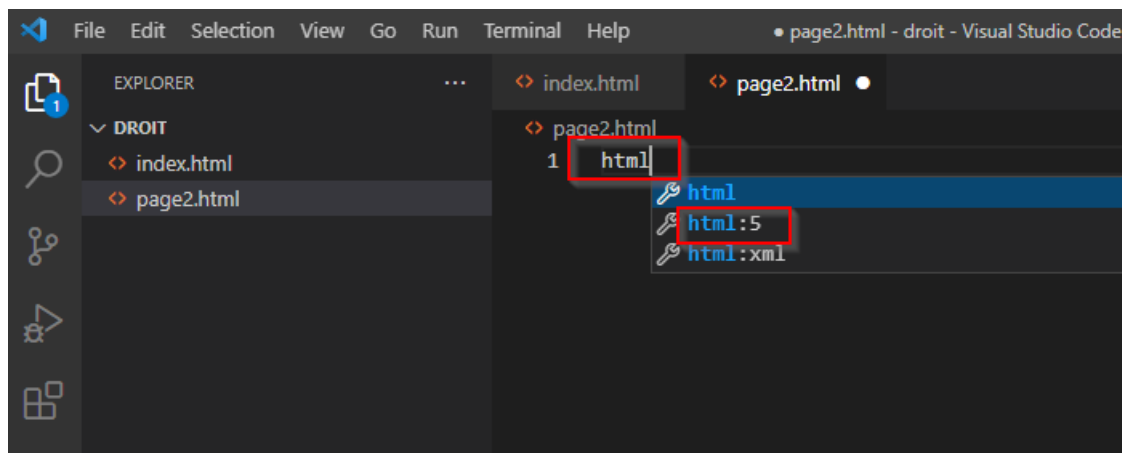 File Edit Selection View Go Run Terminal Help ● page2.html - droit - Visual Studio Code
EXPLORER ...
1
DROIT
index.html
page2.html
index.html page2.html ●
page2.html
1 html
html
html:5
html:xml